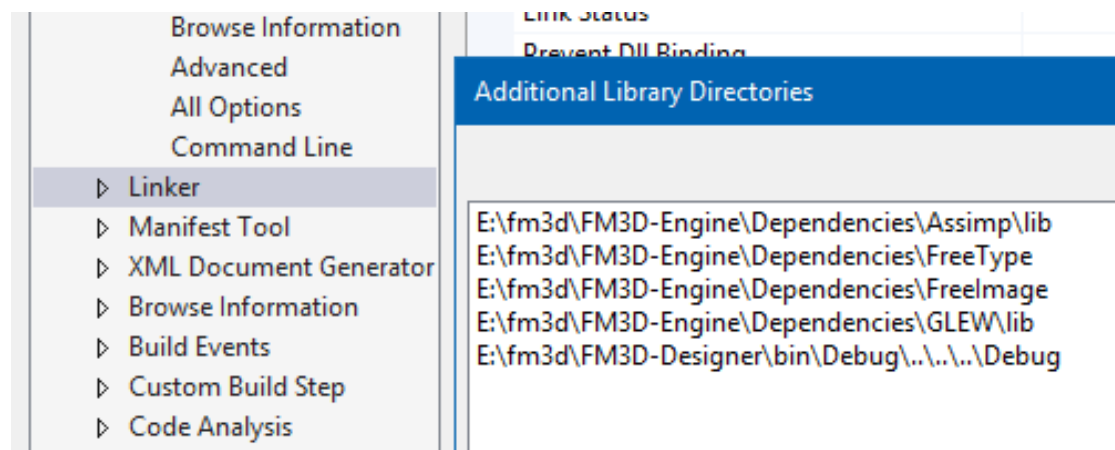 Browse Information
Advanced
All Options
Command Line
Linker
Manifest Tool
XML Document Generator
Browse Information
Build Events
Custom Build Step
Code Analysis
Link Status
Prevent Dll Binding
Additional Library Directories
E:\fm3d\FM3D-Engine\Dependencies\Assimp\lib
E:\fm3d\FM3D-Engine\Dependencies\FreeType
E:\fm3d\FM3D-Engine\Dependencies\FreeImage
E:\fm3d\FM3D-Engine\Dependencies\GLEW\lib
E:\fm3d\FM3D-Designer\bin\Debug\..\..\..\Debug